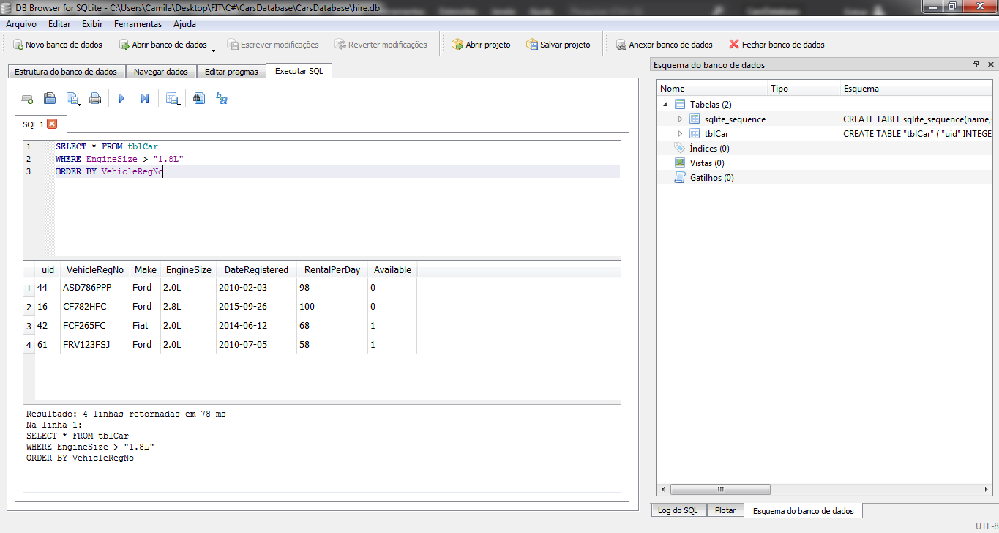 DB Browser for SQLite - C:\Users\Camila\Desktop\FIT\C#\CarsDatabase\CarsDatabase\hire.db
Arquivo Editar Exibir Ferramentas Ajuda
Novo banco de dados Abrir banco de dados Escrever modificações Reverter modificações Abrir projeto Salvar projeto Anexar banco de dados Fechar banco de dados
Estrutura do banco de dados Navegar dados Editar pragmas Executar SQL
SQL 1
1 SELECT * FROM tblCar
2 WHERE EngineSize > "1.8L"
3 ORDER BY VehicleRegNo
uid VehicleRegNo Make EngineSize DateRegistered RentalPerDay Available
1 44 ASD786PPP Ford 2.0L 2010-02-03 98 0
2 16 CF782HFC Ford 2.8L 2015-09-26 100 0
3 42 FCF265FC Fiat 2.0L 2014-06-12 68 1
4 61 FRV123FSJ Ford 2.0L 2010-07-05 58 1
Resultado: 4 linhas retornadas em 78 ms
Na linha 1:
SELECT * FROM tblCar
WHERE EngineSize > "1.8L"
ORDER BY VehicleRegNo
Esquema do banco de dados
Nome Tipo Esquema
Tabelas (2)
sqlite_sequence CREATE TABLE sqlite_sequence(name,s
tblCar CREATE TABLE "tblCar" ( "uid" INTEGE
Índices (0)
Vistas (0)
Gatilhos (0)
Log do SQL Plotar Esquema do banco de dados
UTF-8